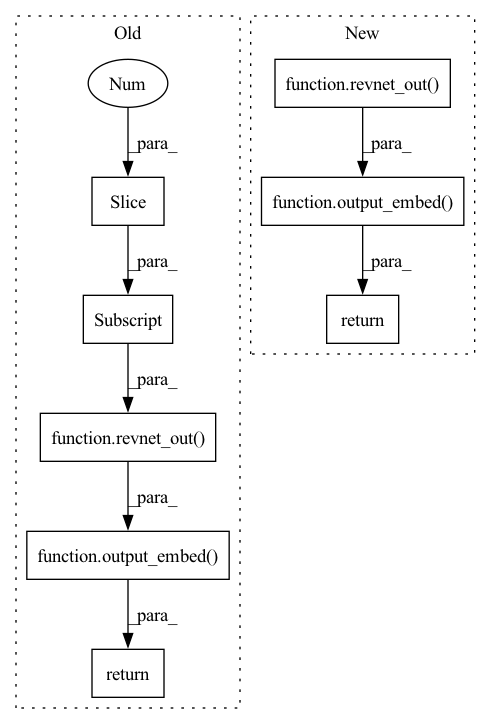 Old
Num
_para_
Slice
_para_
Subscript
_para_
function.revnet_out()
_para_
function.output_embed()
_para_
return
New
function.revnet_out()
_para_
function.output_embed()
_para_
return